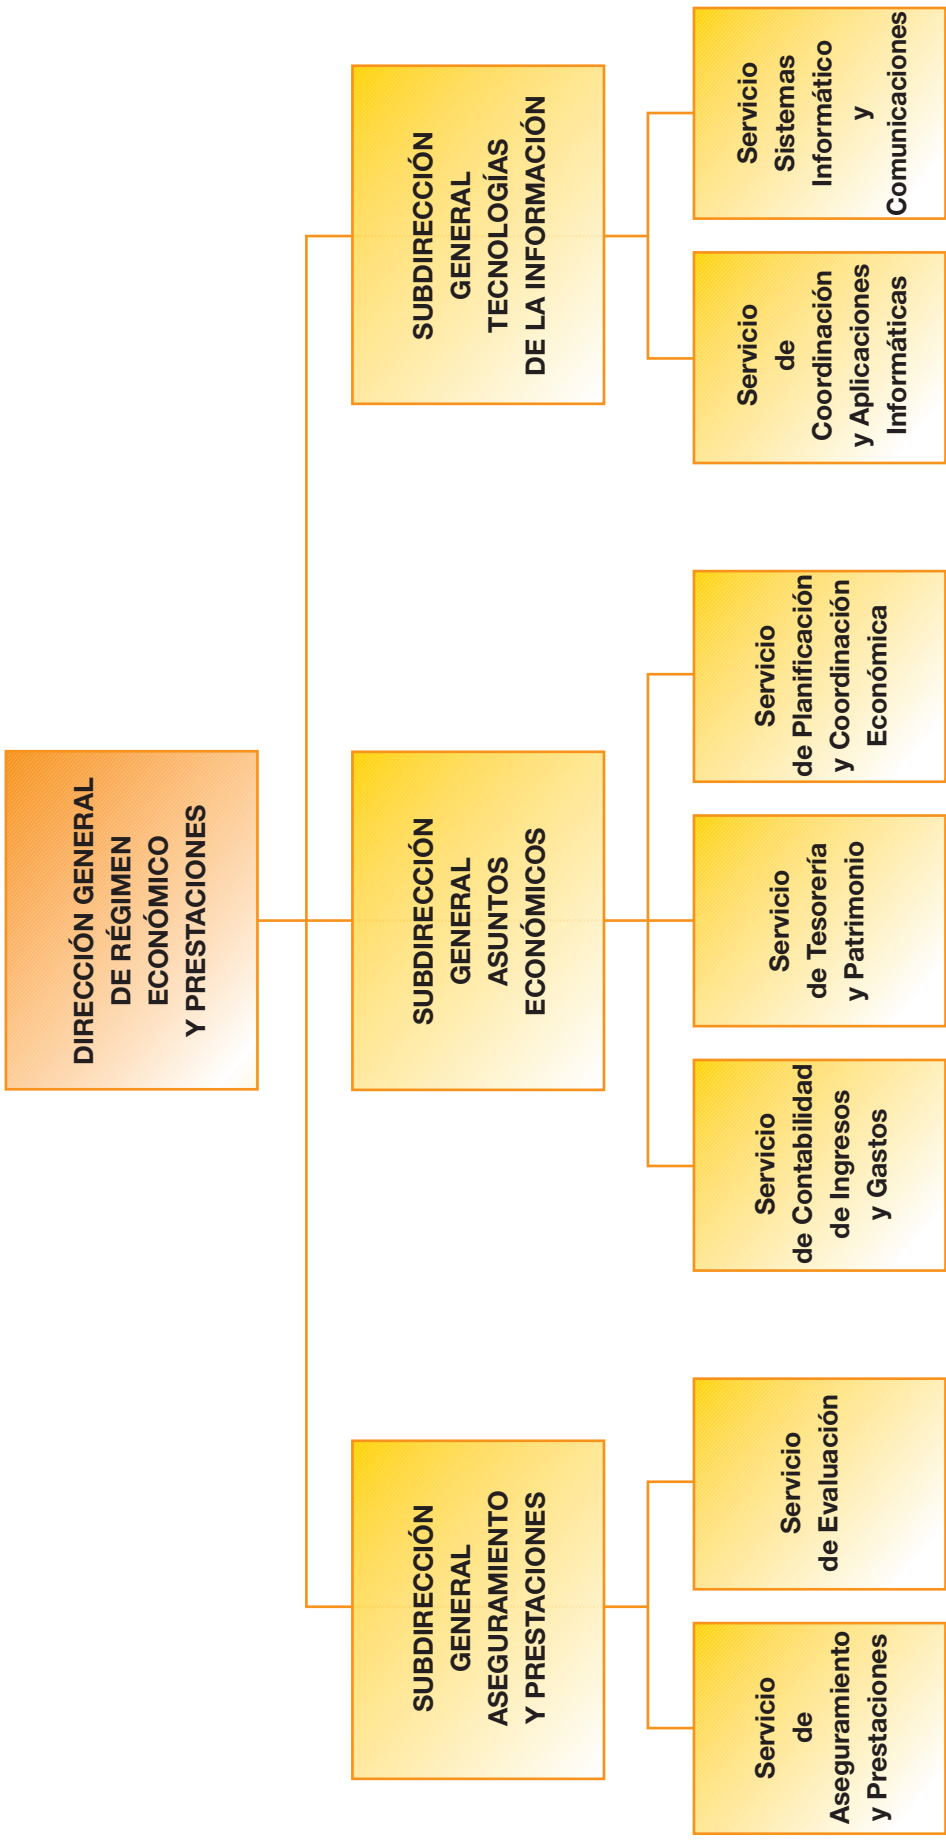 DIRECCIÓN GENERAL
DE RÉGIMEN
ECONÓMICO
Y PRESTACIONES
SUBDIRECCIÓN
GENERAL
ASEGURAMIENTO
Y PRESTACIONES
SUBDIRECCIÓN
GENERAL
ASUNTOS
ECONÓMICOS
SUBDIRECCIÓN
GENERAL
TECNOLOGÍAS
DE LA INFORMACIÓN
Servicio
de
Aseguramiento
y Prestaciones
Servicio
de Evaluación
Servicio
de Contabilidad
de Ingresos
y Gastos
Servicio
de Tesorería
y Patrimonio
Servicio
de Planificación
y Coordinación
Económica
Servicio
de
Coordinación
y Aplicaciones
Informáticas
Servicio
Sistemas
Informático
y
Comunicaciones